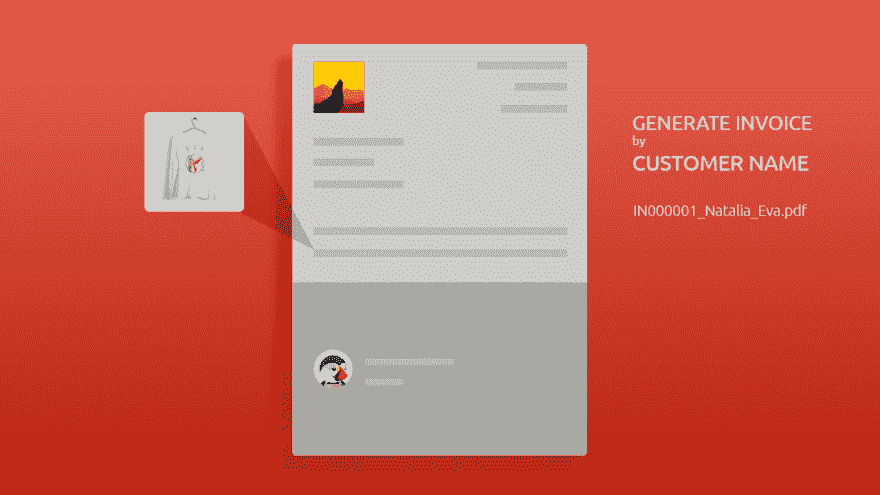 GENERATE INVOICE
by
CUSTOMER NAME
IN000001_Natalia_Eva.pdf